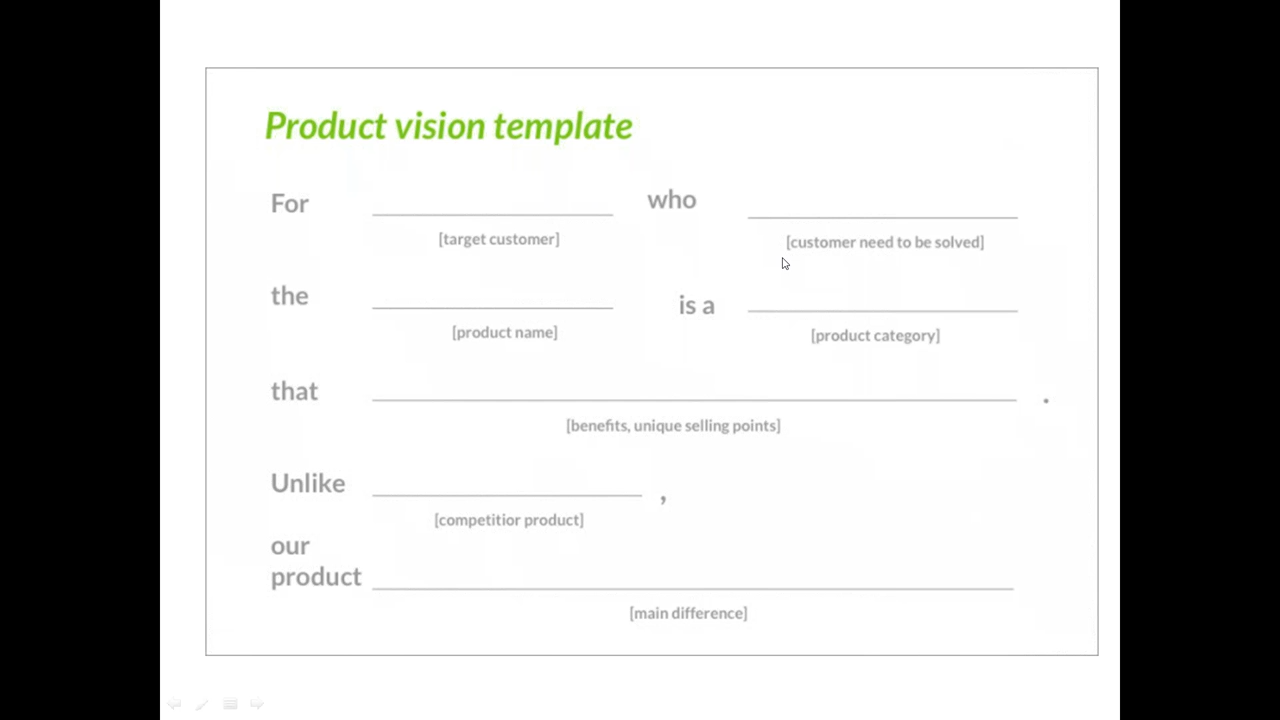 Product vision template
For who
[target customer] [customer need to be solved]
the is a
[product name] [product category]
that .
[benefits, unique selling points]
Unlike ,
[competitior product]
our
product
[main difference]